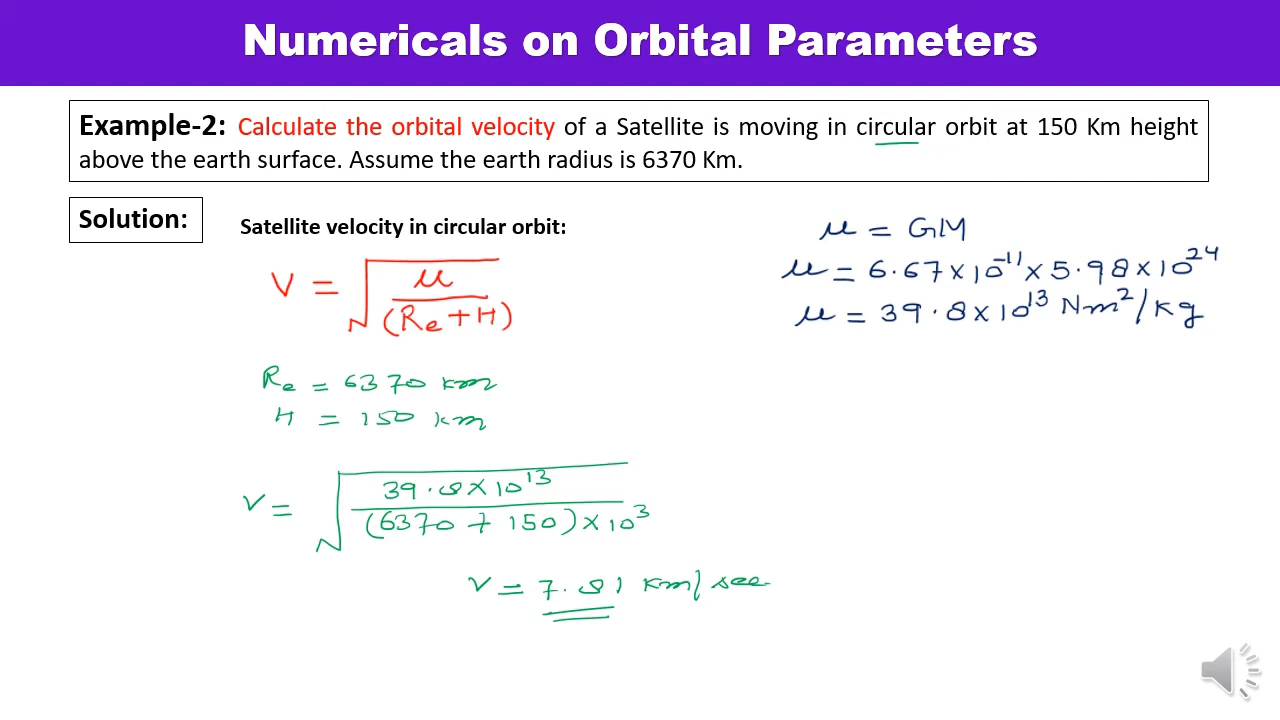 Numericals on Orbital Parameters
Example-2: Calculate the orbital velocity of a Satellite is moving in circular orbit at 150 Km height
above the earth surface. Assume the earth radius is 6370 Km.
Solution:
Satellite velocity in circular orbit:
V = √(μ / (Re + H))
Re = 6370 km
H = 150 km
V = √(39.8 × 10¹³ / (6370 + 150) × 10³)
V = 7.81 km/sec
μ = GM
μ = 6.67 × 10⁻¹¹ × 5.98 × 10²⁴
μ = 39.8 × 10¹³ Nm²/Kg